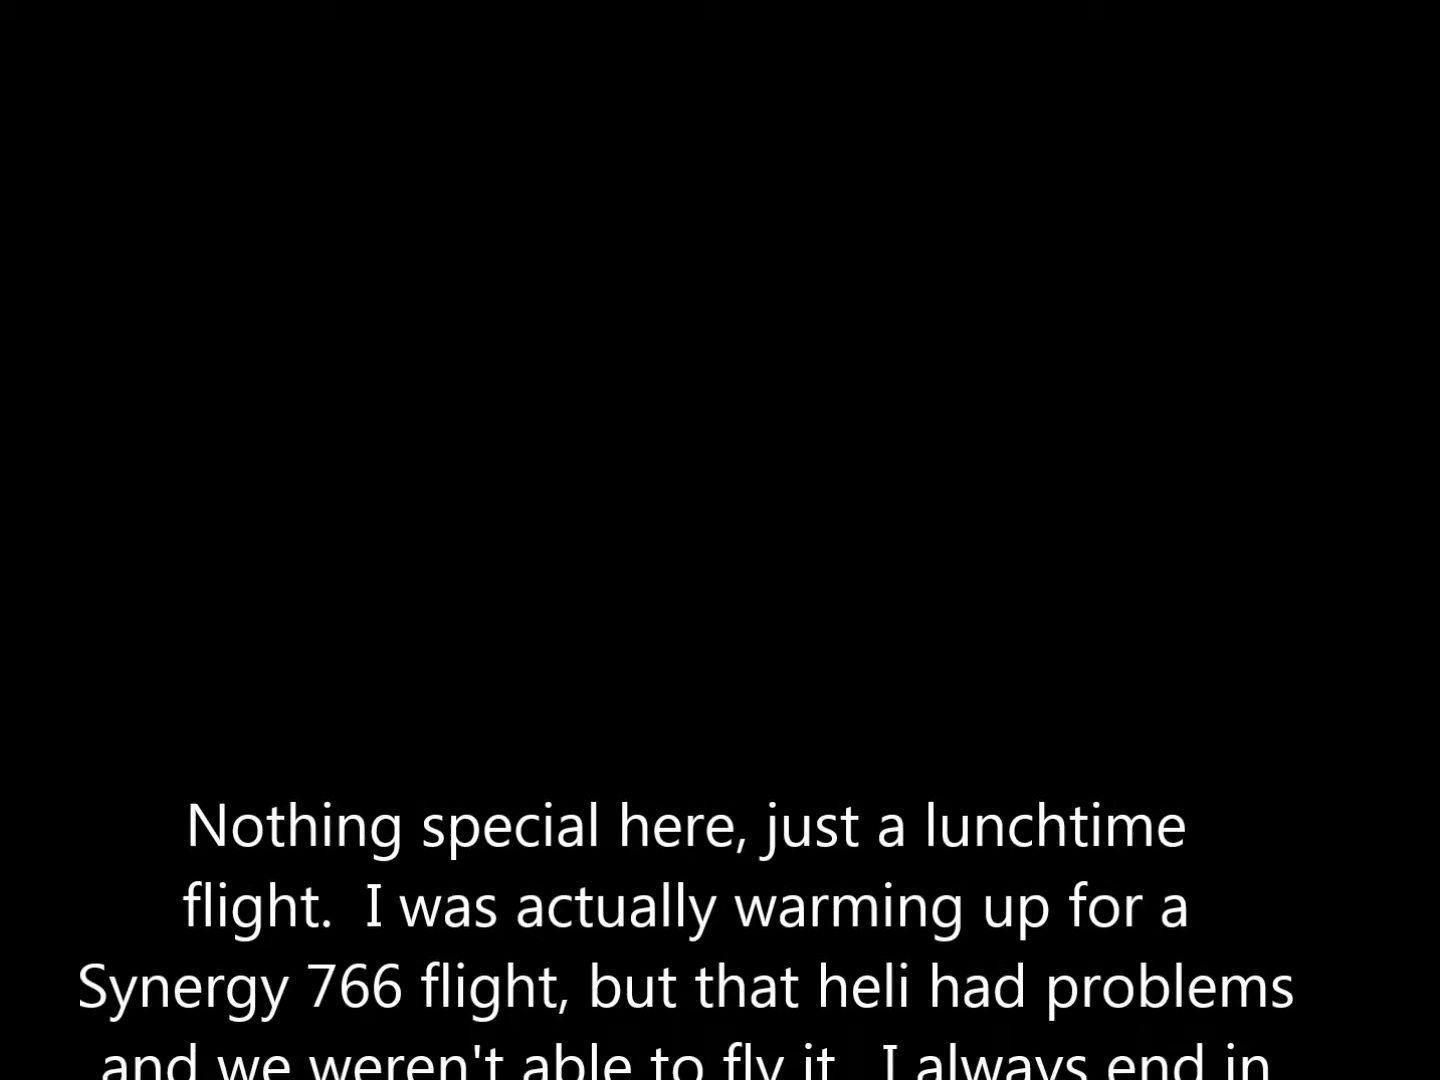 Nothing special here, just a lunchtime
flight.  I was actually warming up for a
Synergy 766 flight, but that heli had problems
and we weren't able to fly it.  I always end in